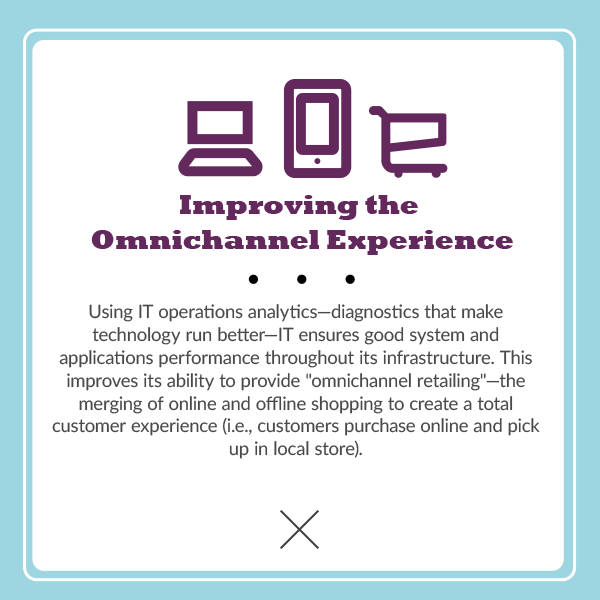 Improving the
Omnichannel Experience
Using IT operations analytics—diagnostics that make
technology run better—IT ensures good system and
applications performance throughout its infrastructure. This
improves its ability to provide "omnichannel retailing"—the
merging of online and offline shopping to create a total
customer experience (i.e., customers purchase online and pick
up in local store).